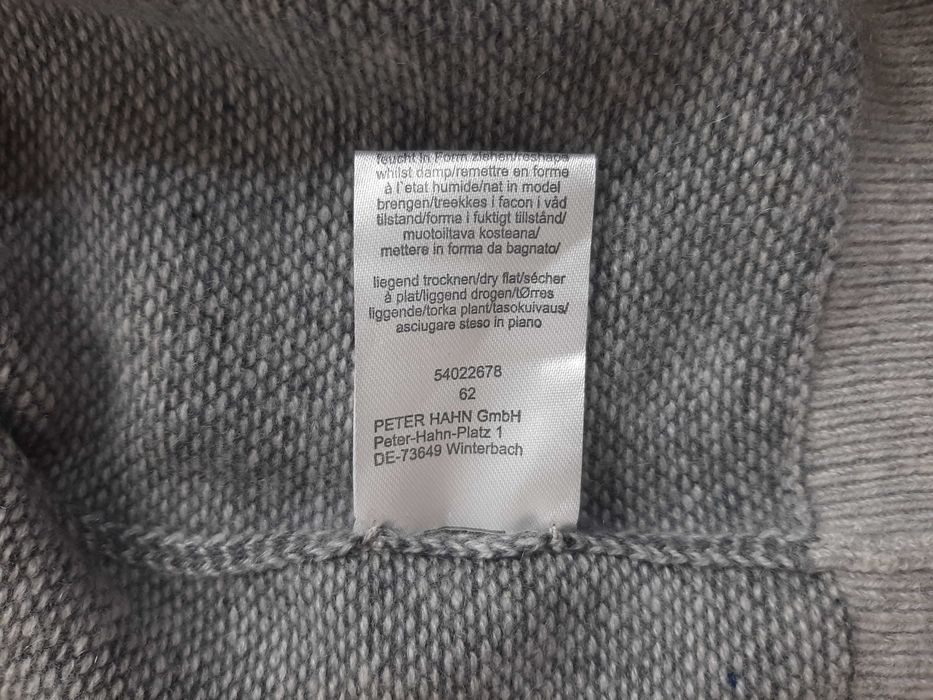 feucht in Form ziehen/reshape
whilst damp/remettre en forme
à l'etat humide/nat in model
brengen/treekkes i facon i våd
tilstand/forma i fuktigt tillstånd/
muotoiltava kosteana/
mettere in forma da bagnato/
liegend trocknen/dry flat/sécher
à plat/liggend drogen/tØrres
liggende/torka plant/tasokuivaus/
asciugare steso in piano
54022678
62
PETER HAHN GmbH
Peter-Hahn-Platz 1
DE-73649 Winterbach